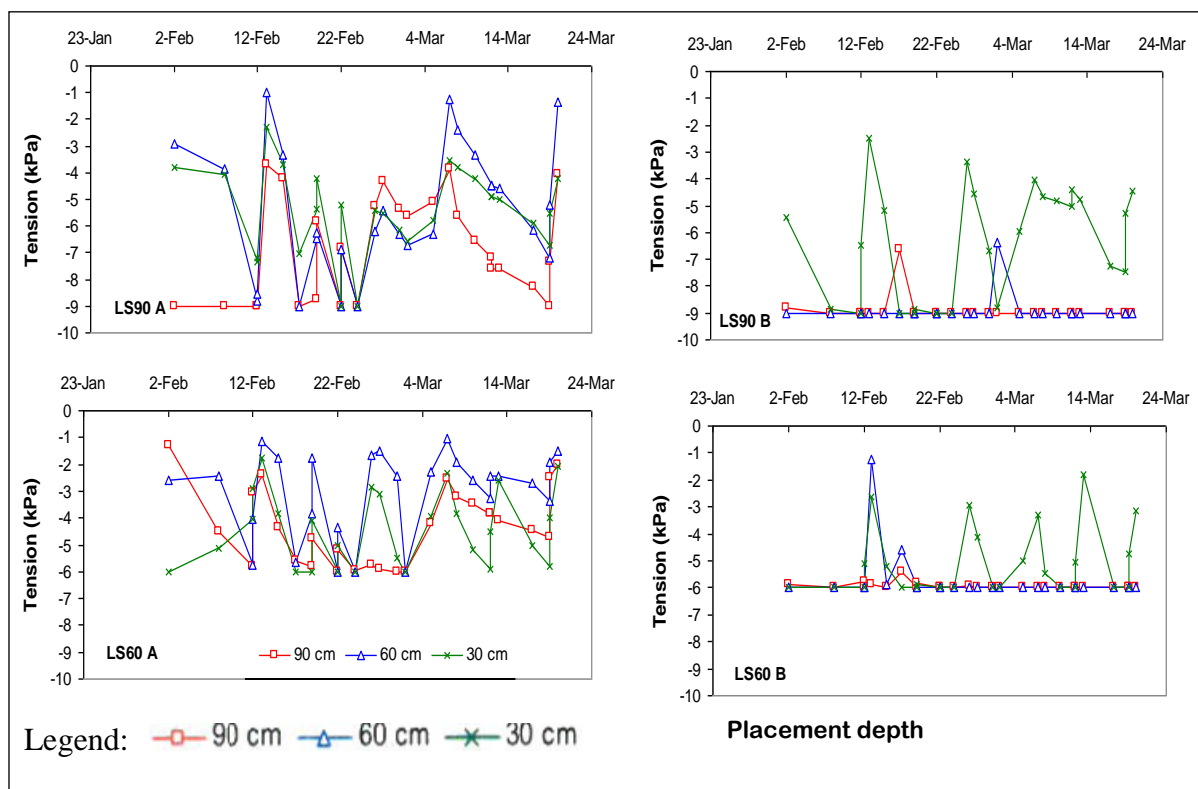 23-Jan 2-Feb 12-Feb 22-Feb 4-Mar 14-Mar 24-Mar
0
-1
-2
-3
-4
-5
-6
-7
-8
-9
-10
Tension (kPa)
LS90 A
23-Jan 2-Feb 12-Feb 22-Feb 4-Mar 14-Mar 24-Mar
0
-1
-2
-3
-4
-5
-6
-7
-8
-9
-10
Tension (kPa)
LS90 B
23-Jan 2-Feb 12-Feb 22-Feb 4-Mar 14-Mar 24-Mar
0
-1
-2
-3
-4
-5
-6
-7
-8
-9
-10
Tension (kPa)
LS60 A
90 cm 60 cm 30 cm
23-Jan 2-Feb 12-Feb 22-Feb 4-Mar 14-Mar 24-Mar
0
-1
-2
-3
-4
-5
-6
-7
-8
-9
-10
Tension (kPa)
LS60 B
Legend: 90 cm 60 cm 30 cm
Placement depth